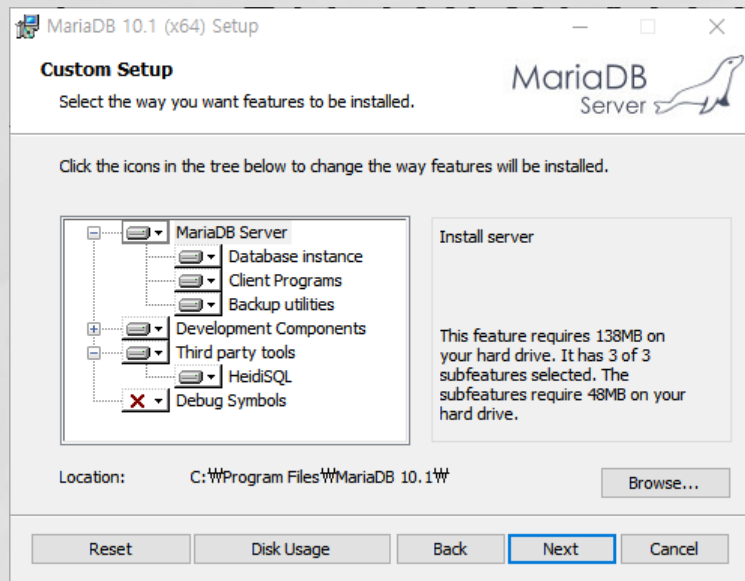 MariaDB 10.1 (x64) Setup
Custom Setup
Select the way you want features to be installed.
MariaDB
Server
Click the icons in the tree below to change the way features will be installed.
MariaDB Server
Database instance
Client Programs
Backup utilities
Development Components
Third party tools
HeidiSQL
Debug Symbols
Install server
This feature requires 138MB on
your hard drive. It has 3 of 3
subfeatures selected. The
subfeatures require 48MB on your
hard drive.
Location: C:₩Program Files₩MariaDB 10.1₩
Browse...
Reset Disk Usage Back Next Cancel